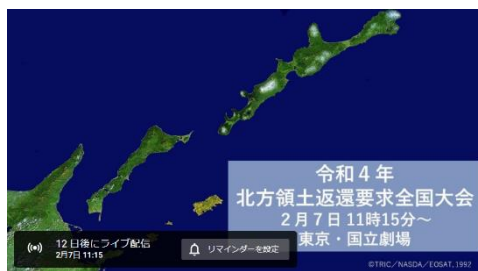 令和4年
北方領土返還要求全国大会
2月7日 11時15分～
東京・国立劇場
12 日後にライブ配信
2月7日 11:15
リマインダーを設定
©TRIC/NASDA/EOSAT, 1992